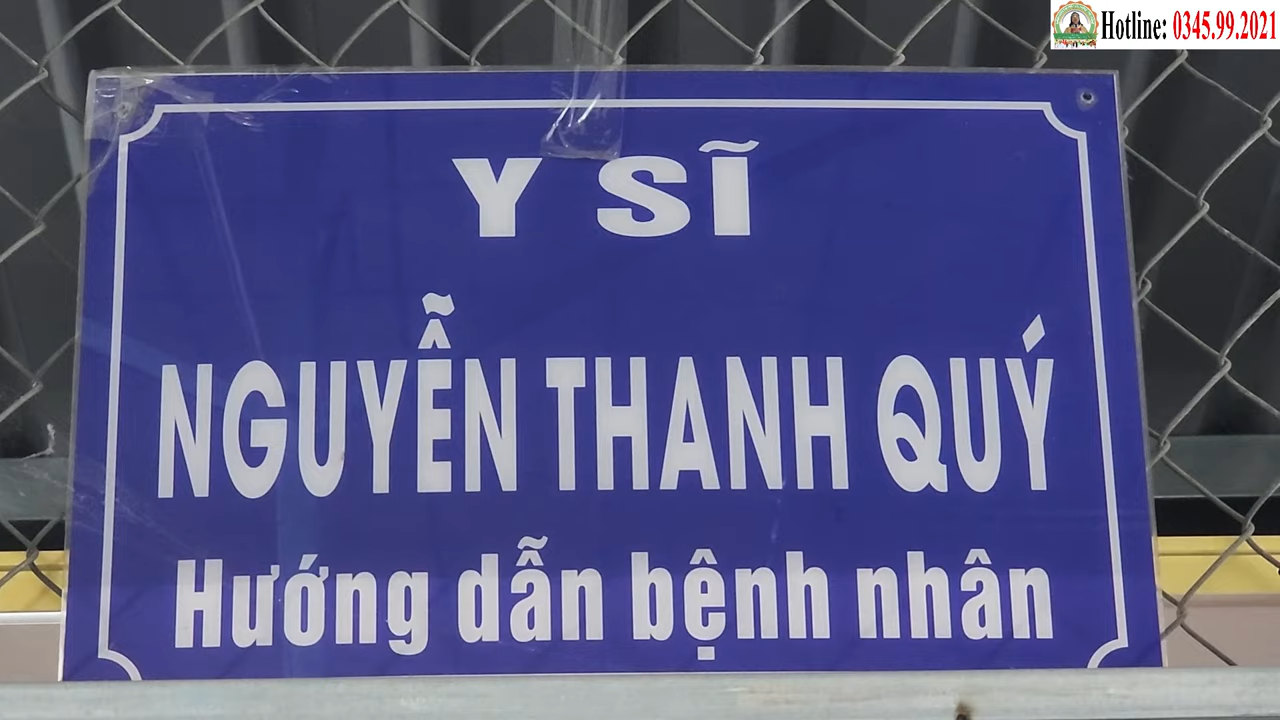 Hotline: 0345.99.2021
Y SĨ
NGUYỄN THANH QUÝ
Hướng dẫn bệnh nhân